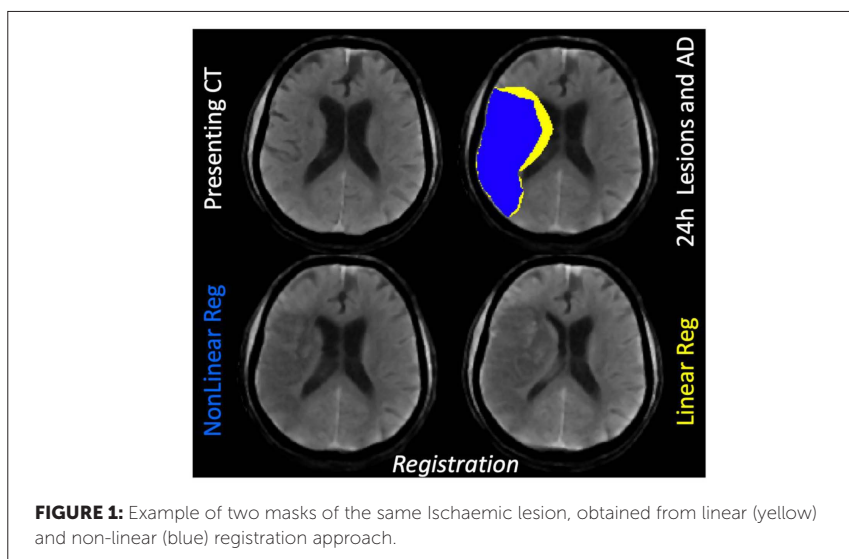 Presenting CT
24h Lesions and AD
NonLinear Reg
Linear Reg
Registration
FIGURE 1: Example of two masks of the same Ischaemic lesion, obtained from linear (yellow)
and non-linear (blue) registration approach.